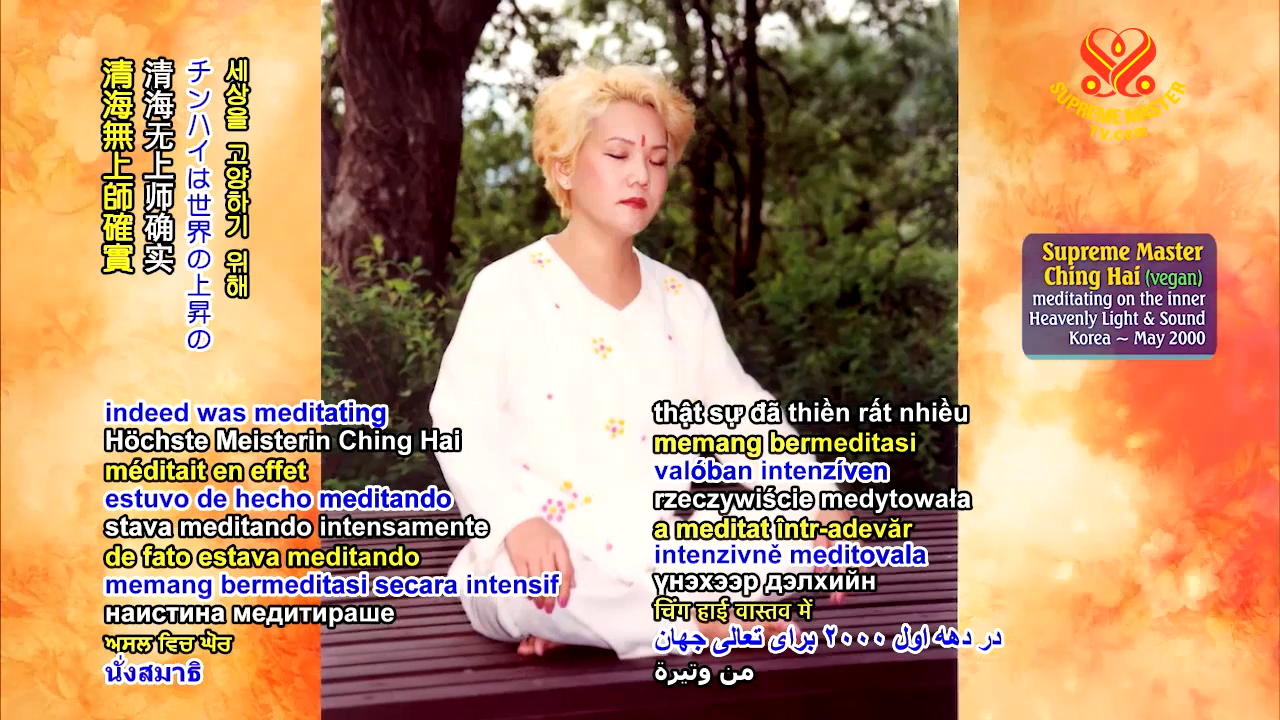 세상을 고양하기 위해
チンハイは世界の上昇の
清海无上师确实
清海無上師確實
SUPREME MASTER
TV.com
Supreme Master
Ching Hai (vegan)
meditating on the inner
Heavenly Light & Sound
Korea ~ May 2000
indeed was meditating
Höchste Meisterin Ching Hai
méditait en effet
estuvo de hecho meditando
stava meditando intensamente
de fato estava meditando
memang bermeditasi secara intensif
наистина медитираше
ਅਸਲ ਵਿਚ ਘੋਰ
นั่งสมาธิ
thật sự đã thiền rất nhiều
memang bermeditasi
valóban intenzíven
rzeczywiście medytowała
a meditat într-adevăr
intenzivně meditovala
үнэхээр дэлхийн
चिंग हाई वास्तव में
در دهه اول ۲۰۰۰ برای تعالی جهان
من وتيرة